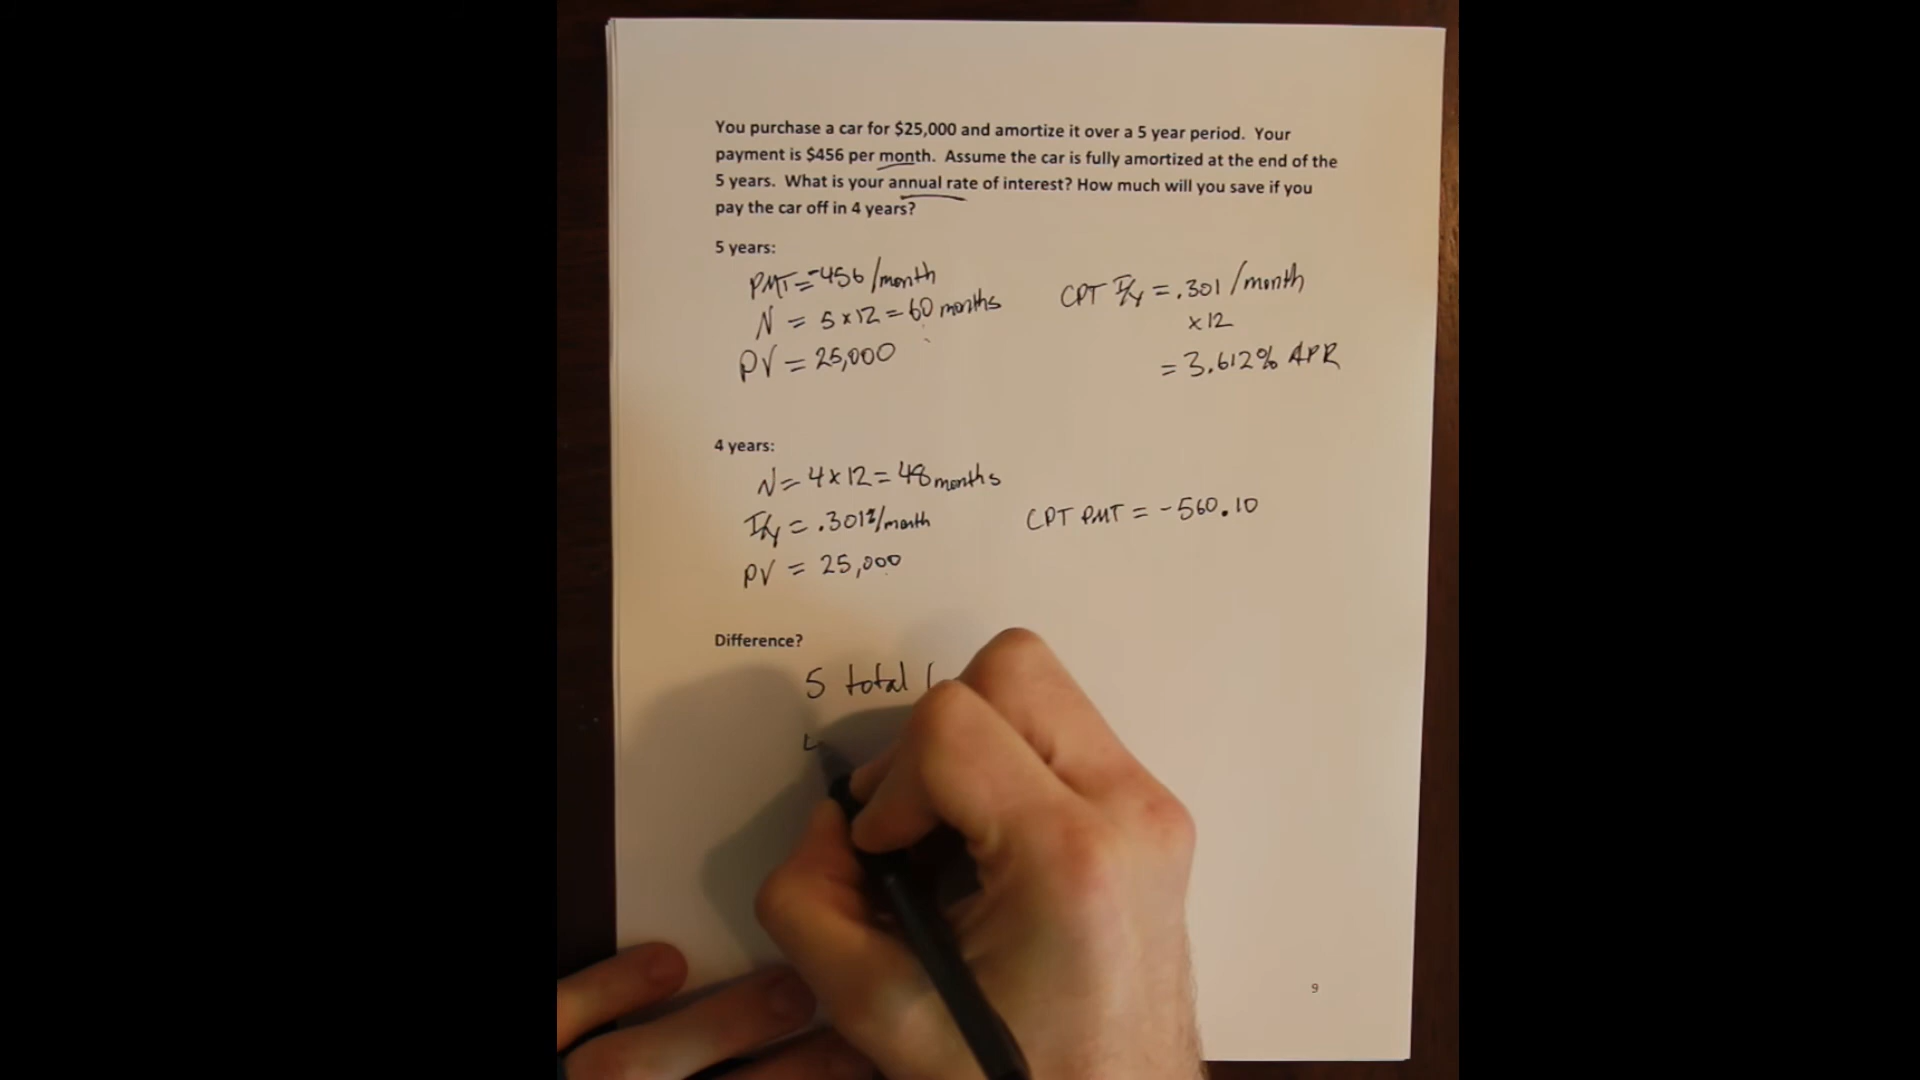 You purchase a car for $25,000 and amortize it over a 5 year period. Your
payment is $456 per month. Assume the car is fully amortized at the end of the
5 years. What is your annual rate of interest? How much will you save if you
pay the car off in 4 years?
5 years:
PMT = -456/month
N = 5 x 12 = 60 months
PV = 25,000
CPT I/Y = .301/month
x 12
= 3.612% APR
4 years:
N = 4 x 12 = 48 months
I/Y = .301%/month
PV = 25,000
CPT PMT = -560.10
Difference?
5 total (
9